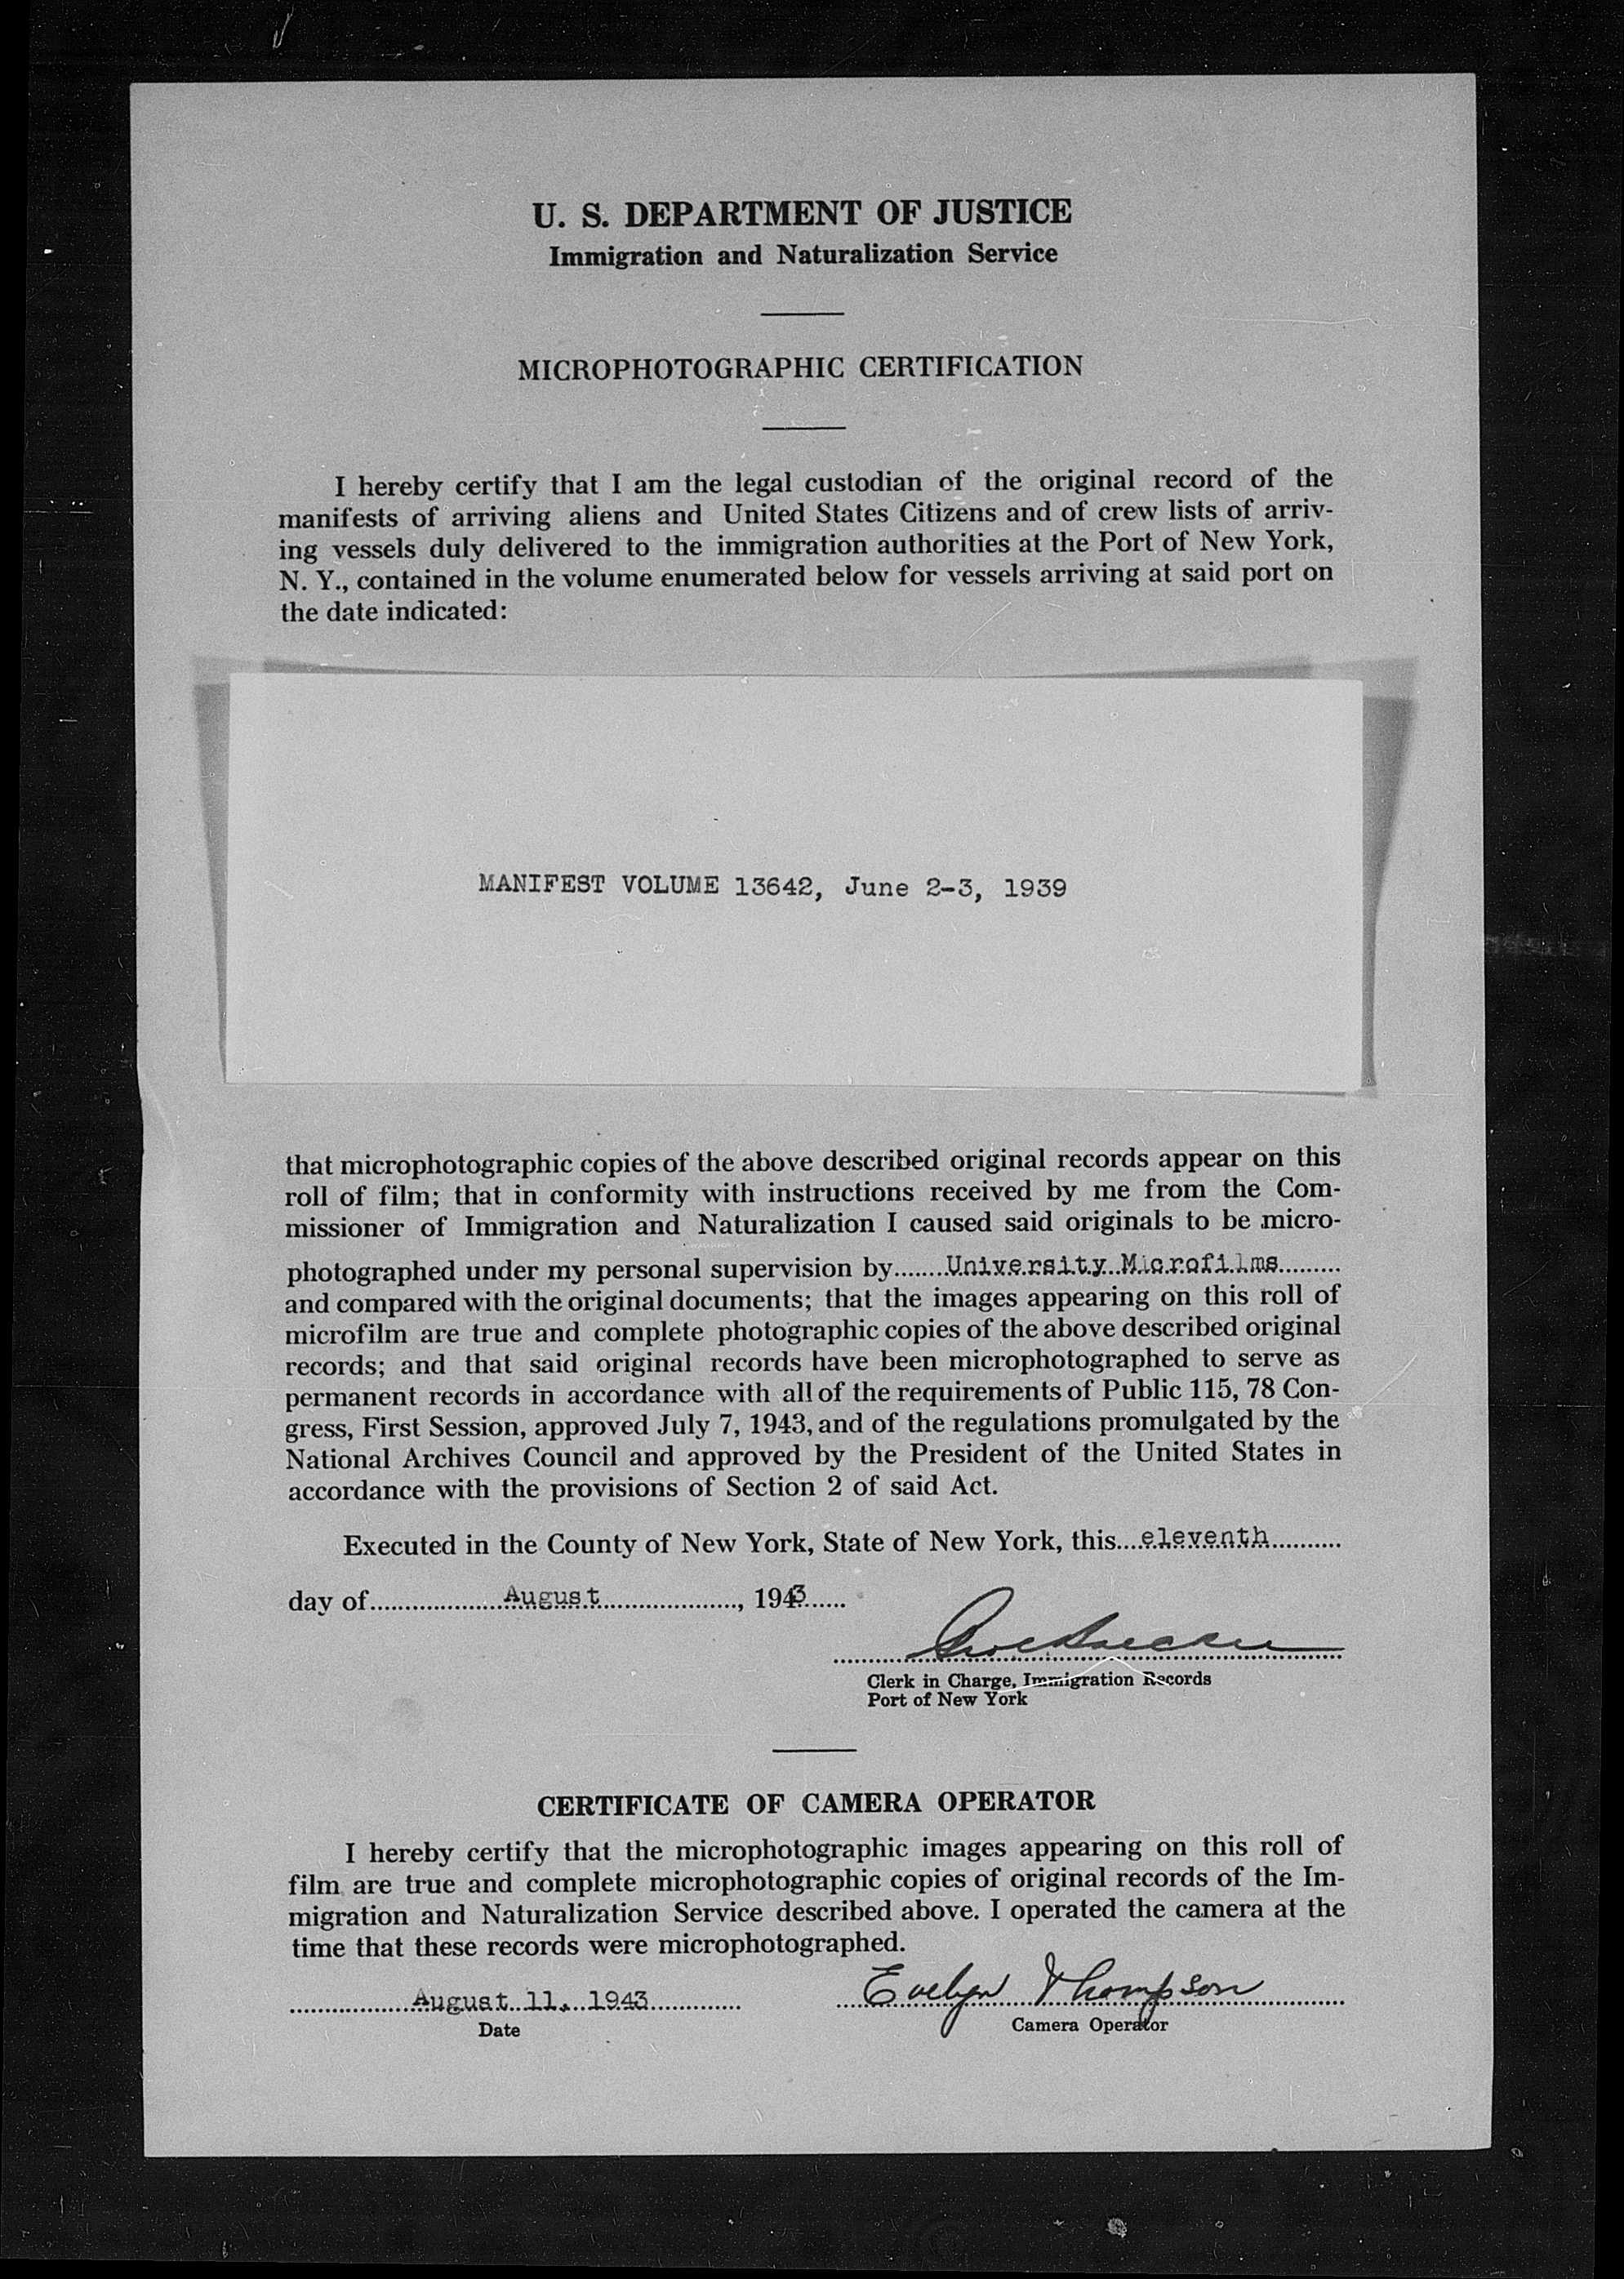 U. S. DEPARTMENT OF JUSTICE
Immigration and Naturalization Service
MICROPHOTOGRAPHIC CERTIFICATION
I hereby certify that I am the legal custodian of the original record of the
manifests of arriving aliens and United States Citizens and of crew lists of arriv-
ing vessels duly delivered to the immigration authorities at the Port of New York,
N. Y., contained in the volume enumerated below for vessels arriving at said port on
the date indicated:
MANIFEST VOLUME 13642, June 2-3, 1939
that microphotographic copies of the above described original records appear on this
roll of film; that in conformity with instructions received by me from the Com-
missioner of Immigration and Naturalization I caused said originals to be micro-
photographed under my personal supervision by University Microfilms
and compared with the original documents; that the images appearing on this roll of
microfilm are true and complete photographic copies of the above described original
records; and that said original records have been microphotographed to serve as
permanent records in accordance with all of the requirements of Public 115, 78 Con-
gress, First Session, approved July 7, 1943, and of the regulations promulgated by the
National Archives Council and approved by the President of the United States in
accordance with the provisions of Section 2 of said Act.
Executed in the County of New York, State of New York, this eleventh
day of August, 1943
Clerk in Charge, Immigration Records
Port of New York
CERTIFICATE OF CAMERA OPERATOR
I hereby certify that the microphotographic images appearing on this roll of
film are true and complete microphotographic copies of original records of the Im-
migration and Naturalization Service described above. I operated the camera at the
time that these records were microphotographed.
August 11, 1943 Evelyn Thompson
Date Camera Operator